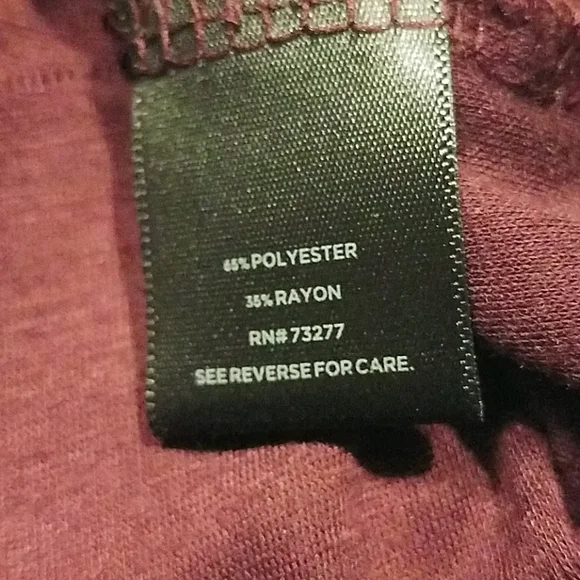 65% POLYESTER
35% RAYON
RN# 73277
SEE REVERSE FOR CARE.